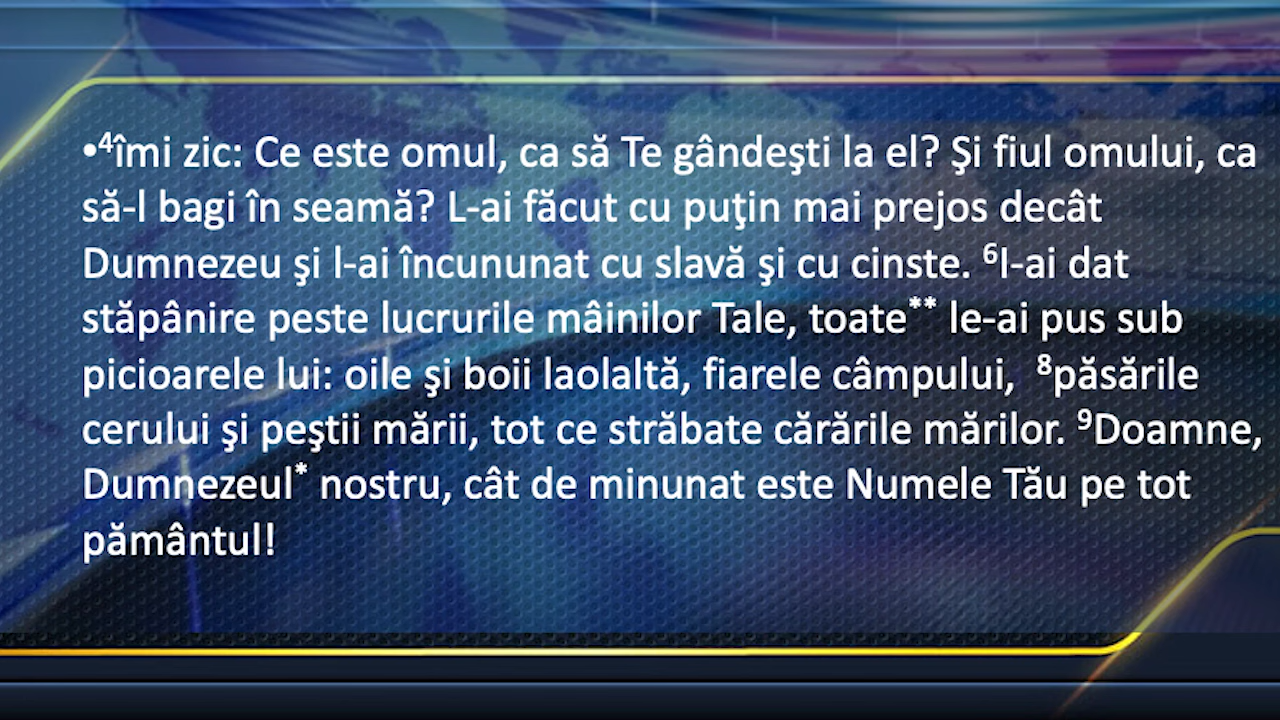 •⁴îmi zic: Ce este omul, ca să Te gândeşti la el? Şi fiul omului, ca
să-l bagi în seamă? L-ai făcut cu puţin mai prejos decât
Dumnezeu şi l-ai încununat cu slavă şi cu cinste. ⁶I-ai dat
stăpânire peste lucrurile mâinilor Tale, toate** le-ai pus sub
picioarele lui: oile şi boii laolaltă, fiarele câmpului, ⁸păsările
cerului şi peştii mării, tot ce străbate cărările mărilor. ⁹Doamne,
Dumnezeul* nostru, cât de minunat este Numele Tău pe tot
pământul!